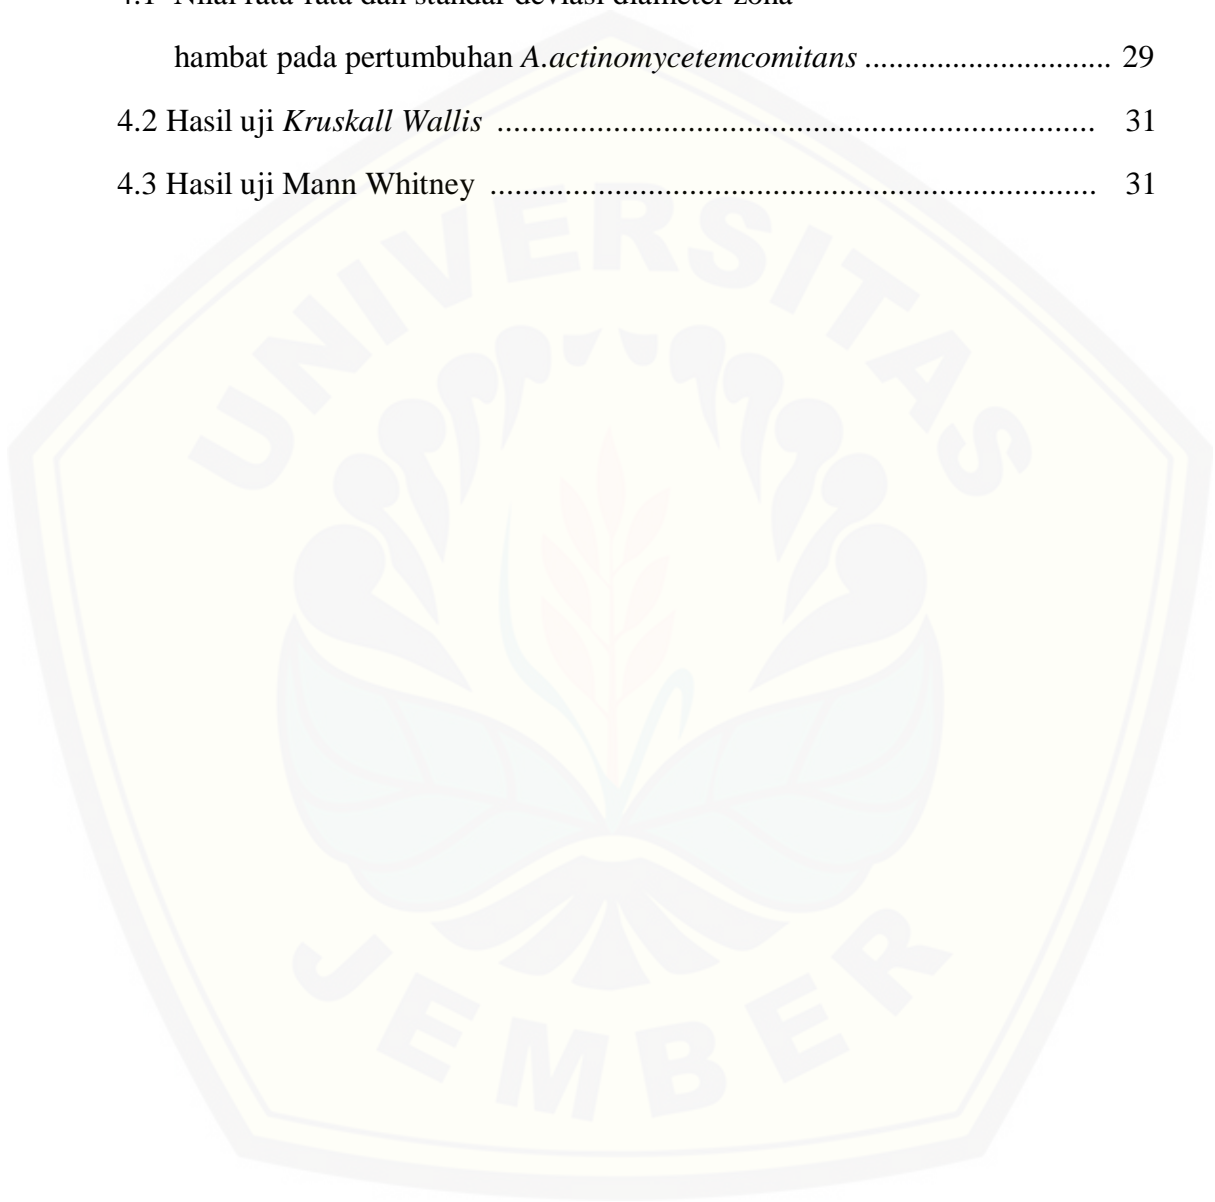 4.1 Nilai rata-rata dan standar deviasi diameter zona
hambat pada pertumbuhan A.actinomycetemcomitans .............................. 29
4.2 Hasil uji Kruskall Wallis ........................................................................ 31
4.3 Hasil uji Mann Whitney ......................................................................... 31
UNIVERSITAS
JEMBER